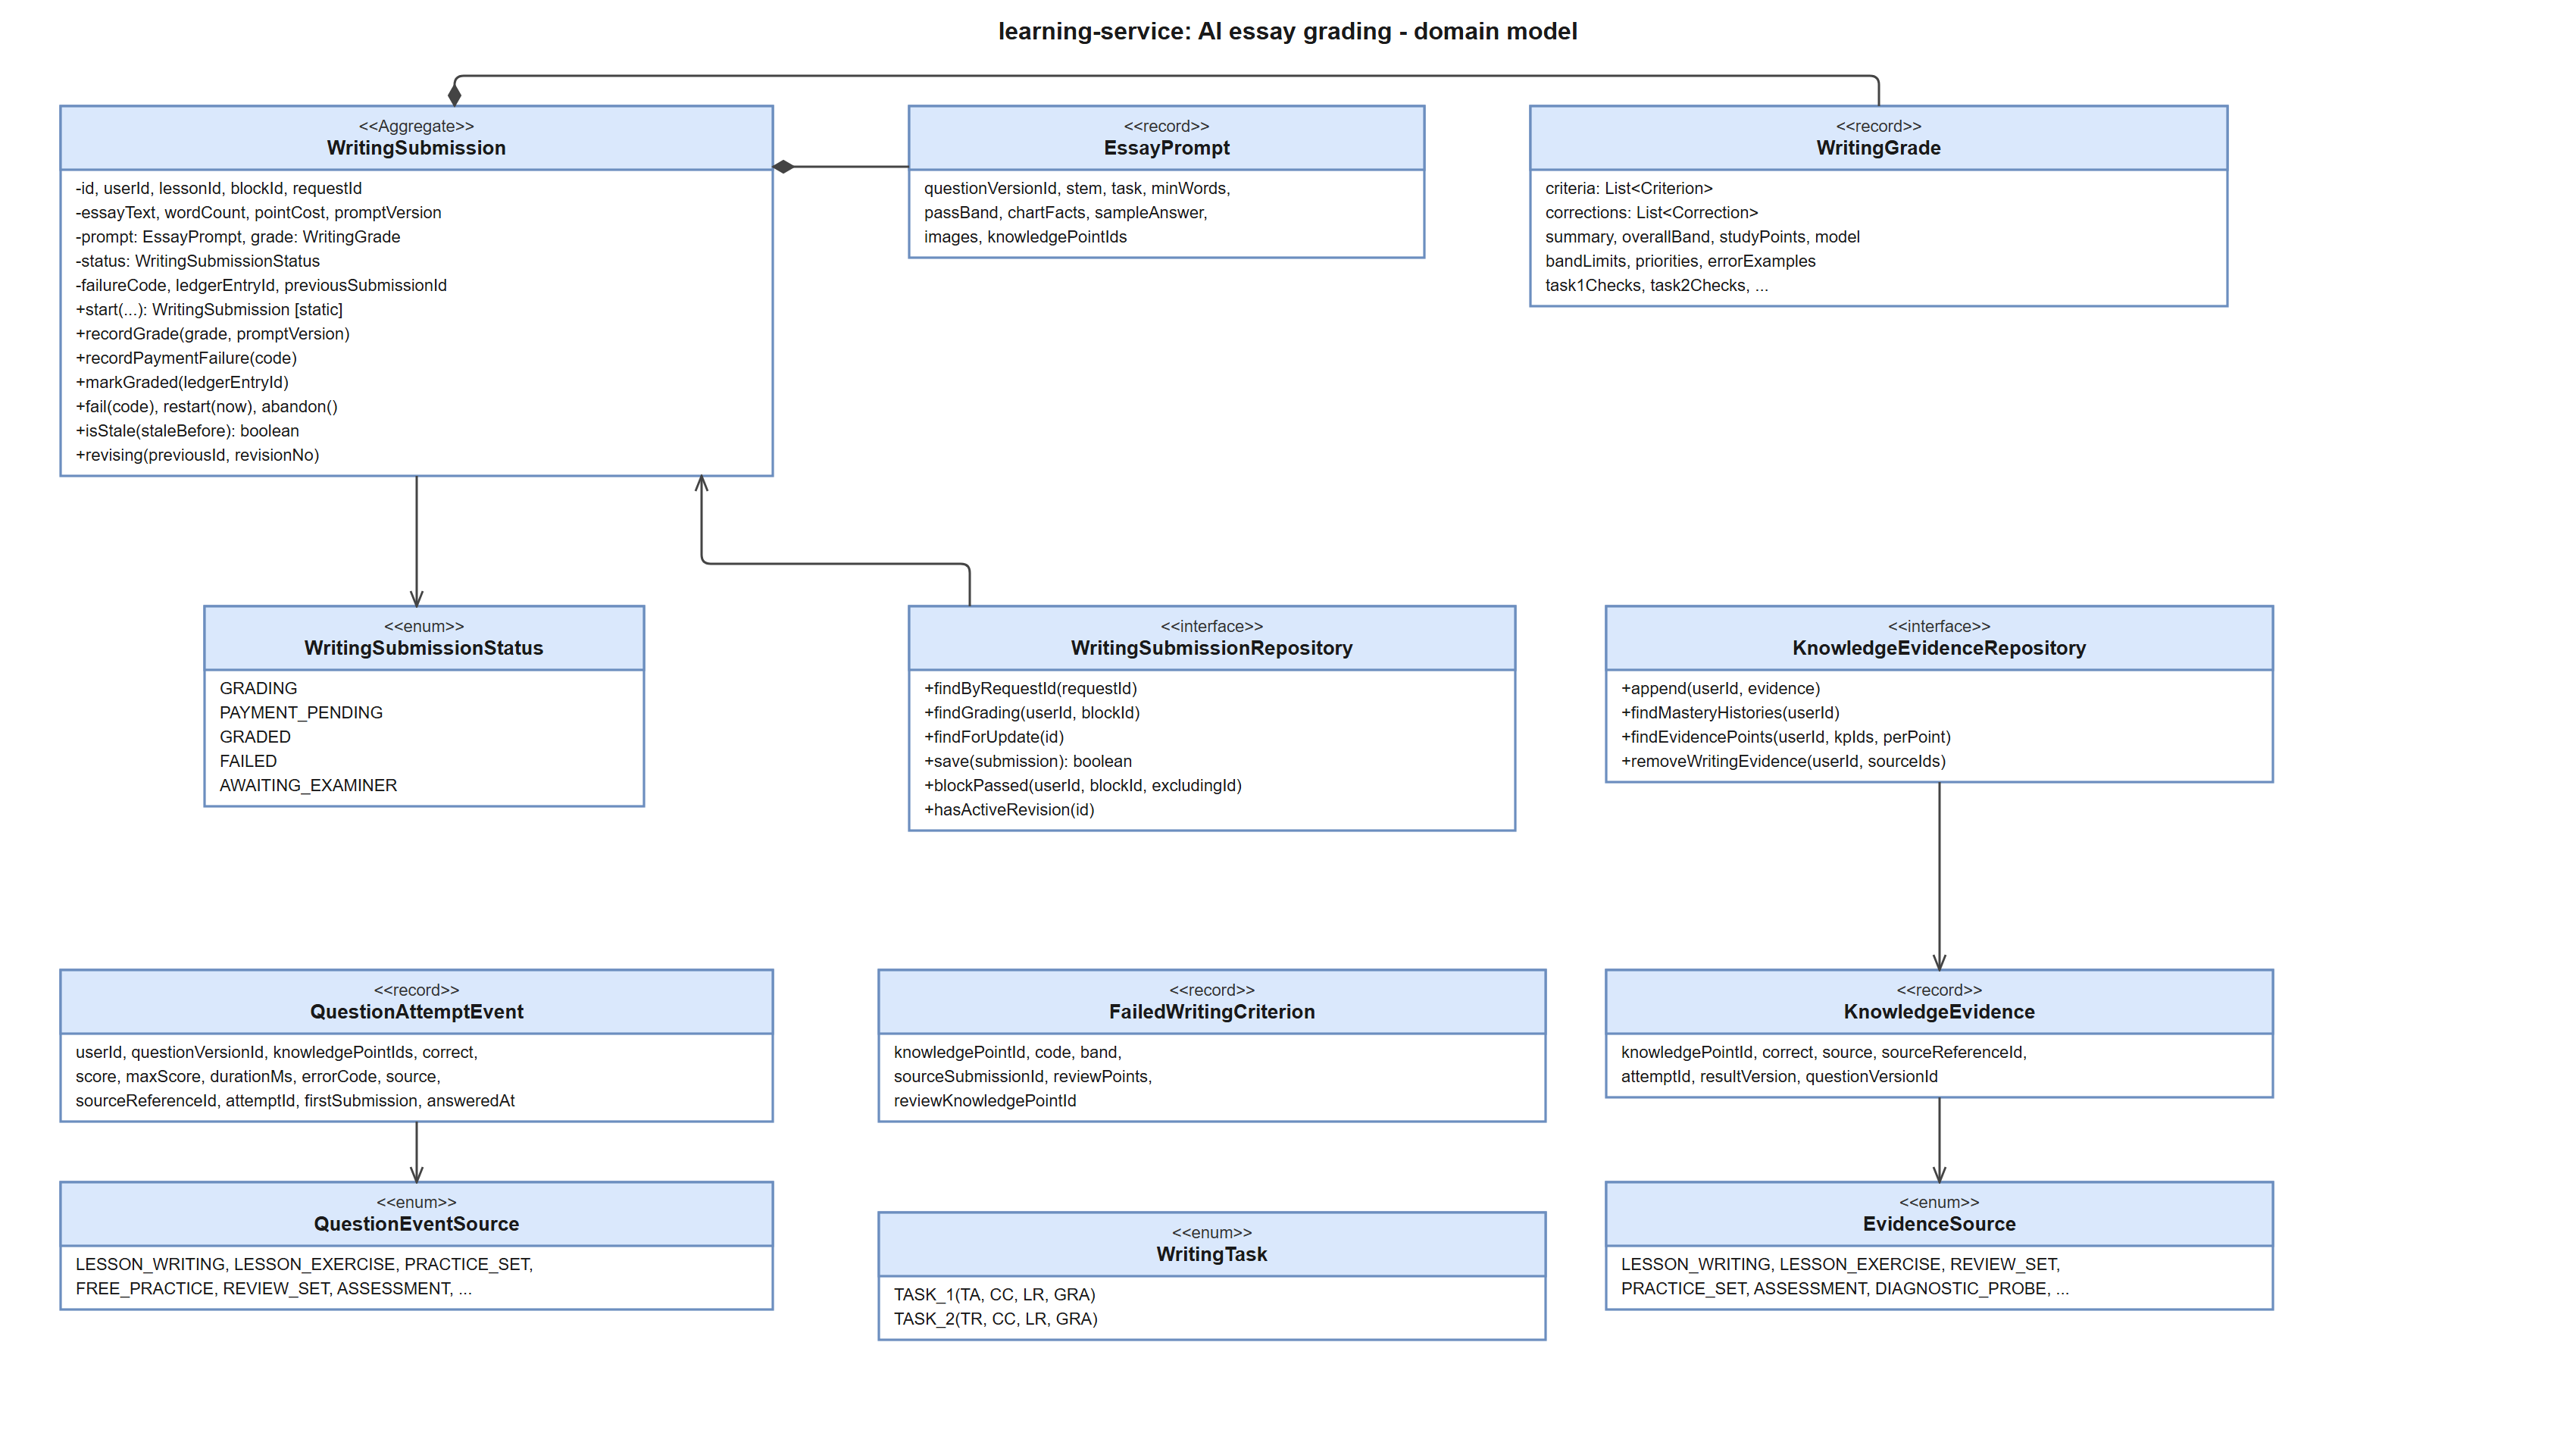 learning-service: AI essay grading - domain model
<<Aggregate>>
WritingSubmission
-id, userId, lessonId, blockId, requestId
-essayText, wordCount, pointCost, promptVersion
-prompt: EssayPrompt, grade: WritingGrade
-status: WritingSubmissionStatus
-failureCode, ledgerEntryId, previousSubmissionId
+start(...): WritingSubmission [static]
+recordGrade(grade, promptVersion)
+recordPaymentFailure(code)
+markGraded(ledgerEntryId)
+fail(code), restart(now), abandon()
+isStale(staleBefore): boolean
+revising(previousId, revisionNo)
<<record>>
EssayPrompt
questionVersionId, stem, task, minWords,
passBand, chartFacts, sampleAnswer,
images, knowledgePointIds
<<record>>
WritingGrade
criteria: List<Criterion>
corrections: List<Correction>
summary, overallBand, studyPoints, model
bandLimits, priorities, errorExamples
task1Checks, task2Checks, ...
<<enum>>
WritingSubmissionStatus
GRADING
PAYMENT_PENDING
GRADED
FAILED
AWAITING_EXAMINER
<<interface>>
WritingSubmissionRepository
+findByRequestId(requestId)
+findGrading(userId, blockId)
+findForUpdate(id)
+save(submission): boolean
+blockPassed(userId, blockId, excludingId)
+hasActiveRevision(id)
<<interface>>
KnowledgeEvidenceRepository
+append(userId, evidence)
+findMasteryHistories(userId)
+findEvidencePoints(userId, kpIds, perPoint)
+removeWritingEvidence(userId, sourceIds)
<<record>>
QuestionAttemptEvent
userId, questionVersionId, knowledgePointIds, correct,
score, maxScore, durationMs, errorCode, source,
sourceReferenceId, attemptId, firstSubmission, answeredAt
<<record>>
FailedWritingCriterion
knowledgePointId, code, band,
sourceSubmissionId, reviewPoints,
reviewKnowledgePointId
<<record>>
KnowledgeEvidence
knowledgePointId, correct, source, sourceReferenceId,
attemptId, resultVersion, questionVersionId
<<enum>>
QuestionEventSource
LESSON_WRITING, LESSON_EXERCISE, PRACTICE_SET,
FREE_PRACTICE, REVIEW_SET, ASSESSMENT, ...
<<enum>>
WritingTask
TASK_1(TA, CC, LR, GRA)
TASK_2(TR, CC, LR, GRA)
<<enum>>
EvidenceSource
LESSON_WRITING, LESSON_EXERCISE, REVIEW_SET,
PRACTICE_SET, ASSESSMENT, DIAGNOSTIC_PROBE, ...